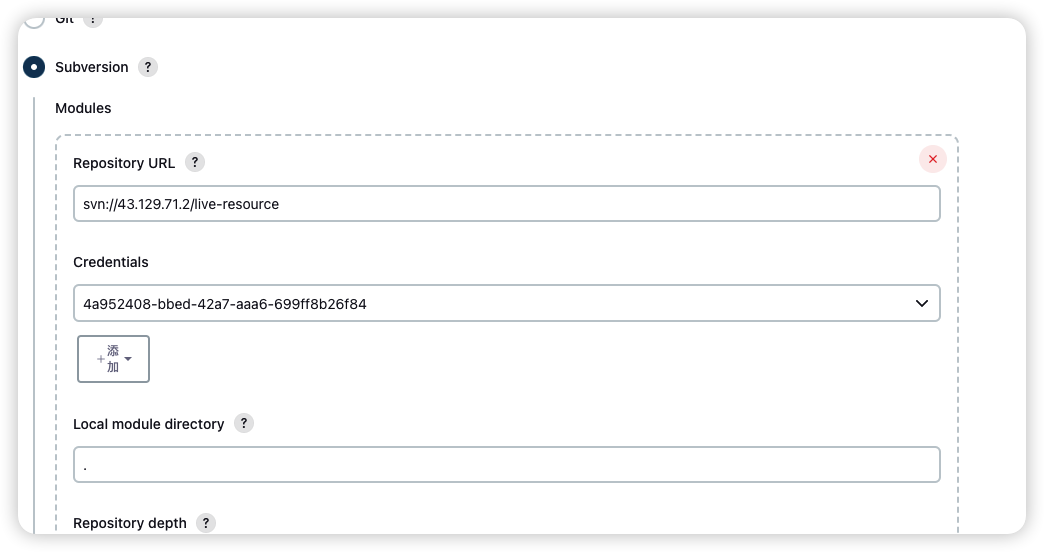 Git ?
Subversion ?
Modules
Repository URL ?
svn://43.129.71.2/live-resource
Credentials
4a952408-bbed-42a7-aaa6-699ff8b26f84
+添
加
Local module directory ?
.
Repository depth ?